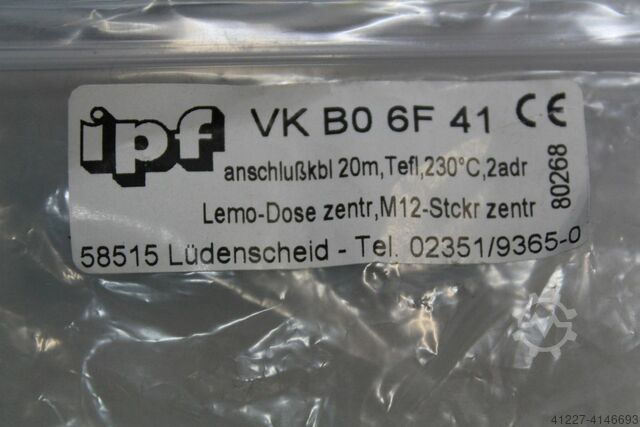 ipf VK B0 6F 41 CE
anschlußkbl 20m,Tefl,230°C,2adr
Lemo-Dose zentr,M12-Stckr zentr
80268
58515 Lüdenscheid - Tel. 02351/9365-0
41227-4146693